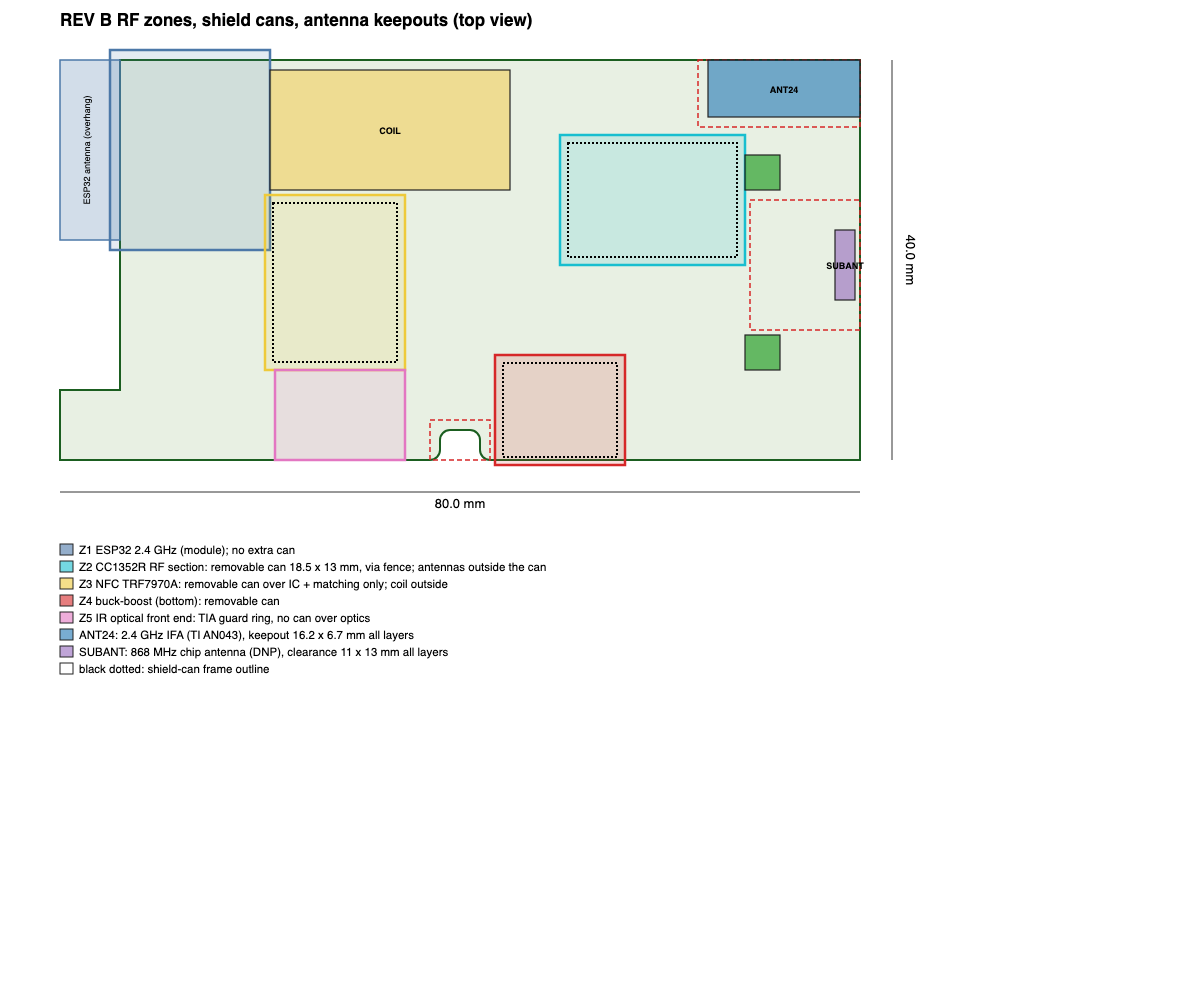 REV B RF zones, shield cans, antenna keepouts (top view)
ESP32 antenna (overhang)
COIL
ANT24
SUBANT
40.0 mm
80.0 mm
Z1 ESP32 2.4 GHz (module); no extra can
Z2 CC1352R RF section: removable can 18.5 x 13 mm, via fence; antennas outside the can
Z3 NFC TRF7970A: removable can over IC + matching only; coil outside
Z4 buck-boost (bottom): removable can
Z5 IR optical front end: TIA guard ring, no can over optics
ANT24: 2.4 GHz IFA (TI AN043), keepout 16.2 x 6.7 mm all layers
SUBANT: 868 MHz chip antenna (DNP), clearance 11 x 13 mm all layers
black dotted: shield-can frame outline